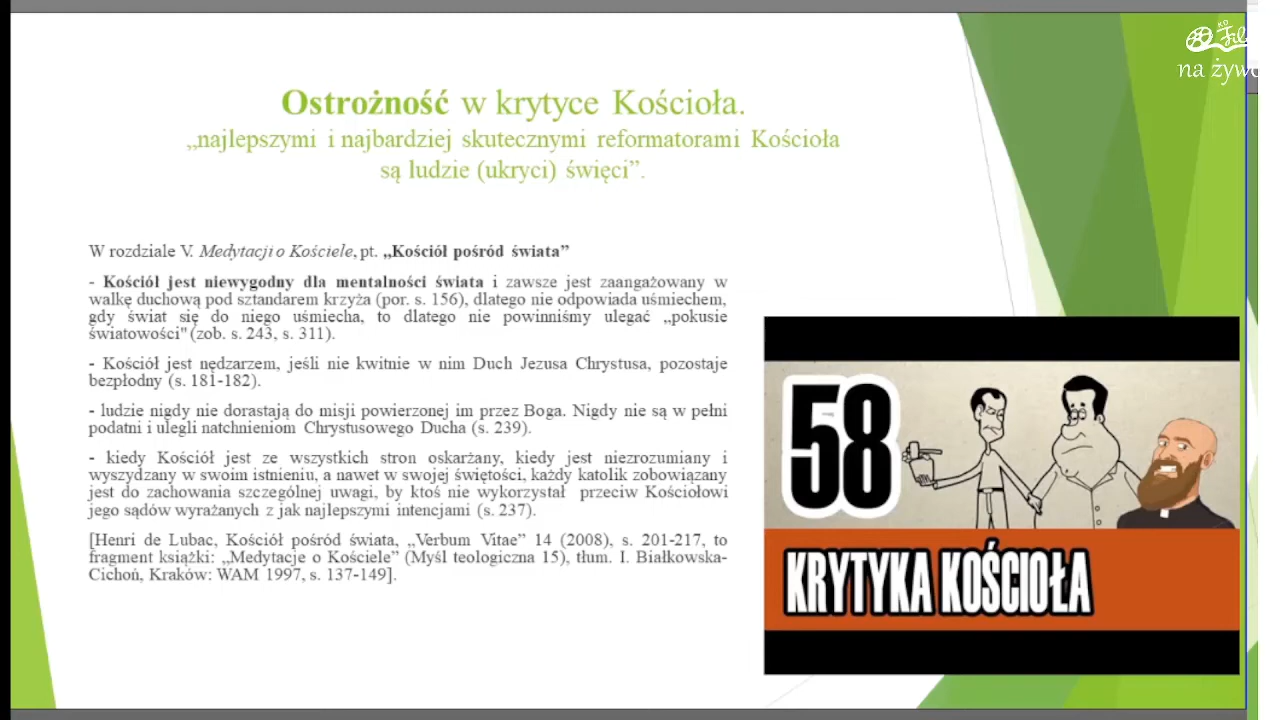 Ostrożność w krytyce Kościoła.
„najlepszymi i najbardziej skutecznymi reformatorami Kościoła
są ludzie (ukryci) święci”.
W rozdziale V. Medytacji o Kościele, pt. „Kościół pośród świata”
- Kościół jest niewygodny dla mentalności świata i zawsze jest zaangażowany w
walkę duchową pod sztandarem krzyża (por. s. 156), dlatego nie odpowiada uśmiechem,
gdy świat się do niego uśmiecha, to dlatego nie powinniśmy ulegać „pokusie
światowości" (zob. s. 243, s. 311).
- Kościół jest nędzarzem, jeśli nie kwitnie w nim Duch Jezusa Chrystusa, pozostaje
bezpłodny (s. 181-182).
- ludzie nigdy nie dorastają do misji powierzonej im przez Boga. Nigdy nie są w pełni
podatni i ulegli natchnieniom Chrystusowego Ducha (s. 239).
- kiedy Kościół jest ze wszystkich stron oskarżany, kiedy jest niezrozumiany i
wyszydzany w swoim istnieniu, a nawet w swojej świętości, każdy katolik zobowiązany
jest do zachowania szczególnej uwagi, by ktoś nie wykorzystał przeciw Kościołowi
jego sądów wyrażanych z jak najlepszymi intencjami (s. 237).
[Henri de Lubac, Kościół pośród świata, „Verbum Vitae” 14 (2008), s. 201-217, to
fragment książki: „Medytacje o Kościele” (Myśl teologiczna 15), tłum. I. Białkowska-
Cichoń, Kraków: WAM 1997, s. 137-149].
58
KRYTYKA KOŚCIOŁA
KD
na żywo